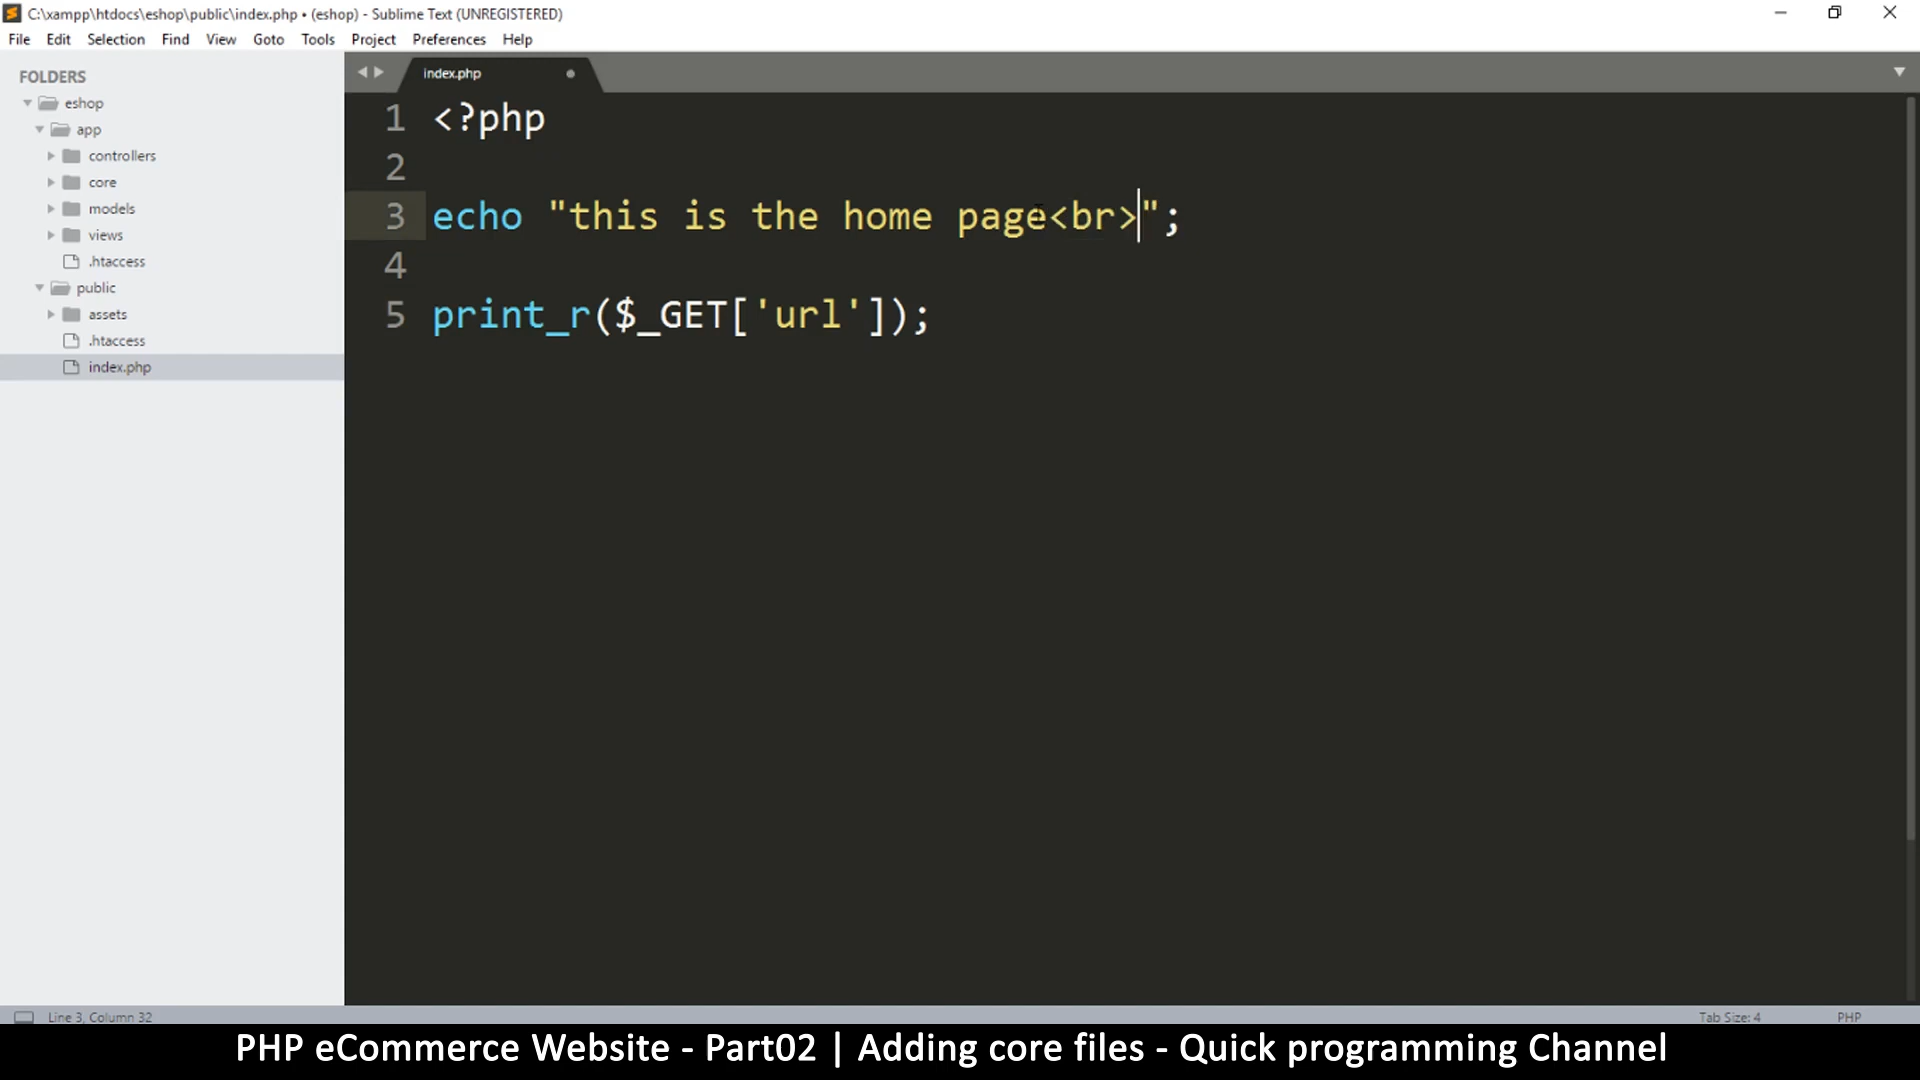 C:\xampp\htdocs\eshop\public\index.php • (eshop) - Sublime Text (UNREGISTERED)
File Edit Selection Find View Goto Tools Project Preferences Help
FOLDERS
eshop
app
controllers
core
models
views
.htaccess
public
assets
.htaccess
index.php
index.php
1 <?php
2
3 echo "this is the home page<br>";
4
5 print_r($_GET['url']);
Line 3, Column 32
Tab Size: 4
PHP
PHP eCommerce Website - Part02 | Adding core files - Quick programming Channel